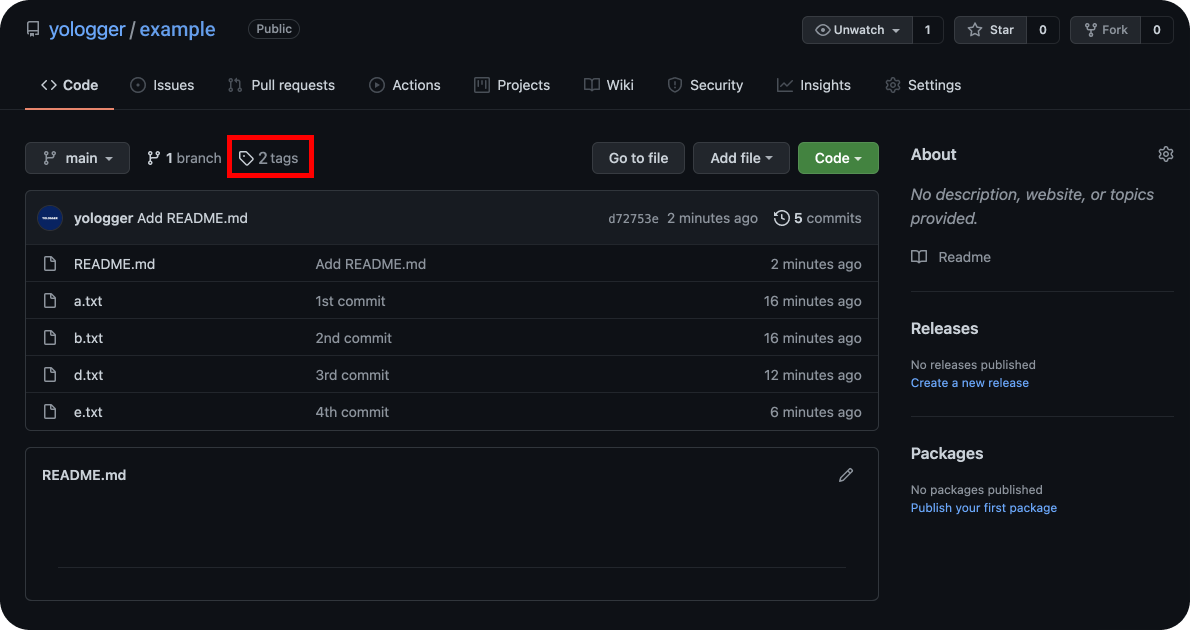 yologger / example Public Unwatch 1 Star 0 Fork 0
Code Issues Pull requests Actions Projects Wiki Security Insights Settings
main 1 branch 2 tags Go to file Add file Code
yologger Add README.md d72753e 2 minutes ago 5 commits
README.md Add README.md 2 minutes ago
a.txt 1st commit 16 minutes ago
b.txt 2nd commit 16 minutes ago
d.txt 3rd commit 12 minutes ago
e.txt 4th commit 6 minutes ago
README.md
About
No description, website, or topics
provided.
Readme
Releases
No releases published
Create a new release
Packages
No packages published
Publish your first package